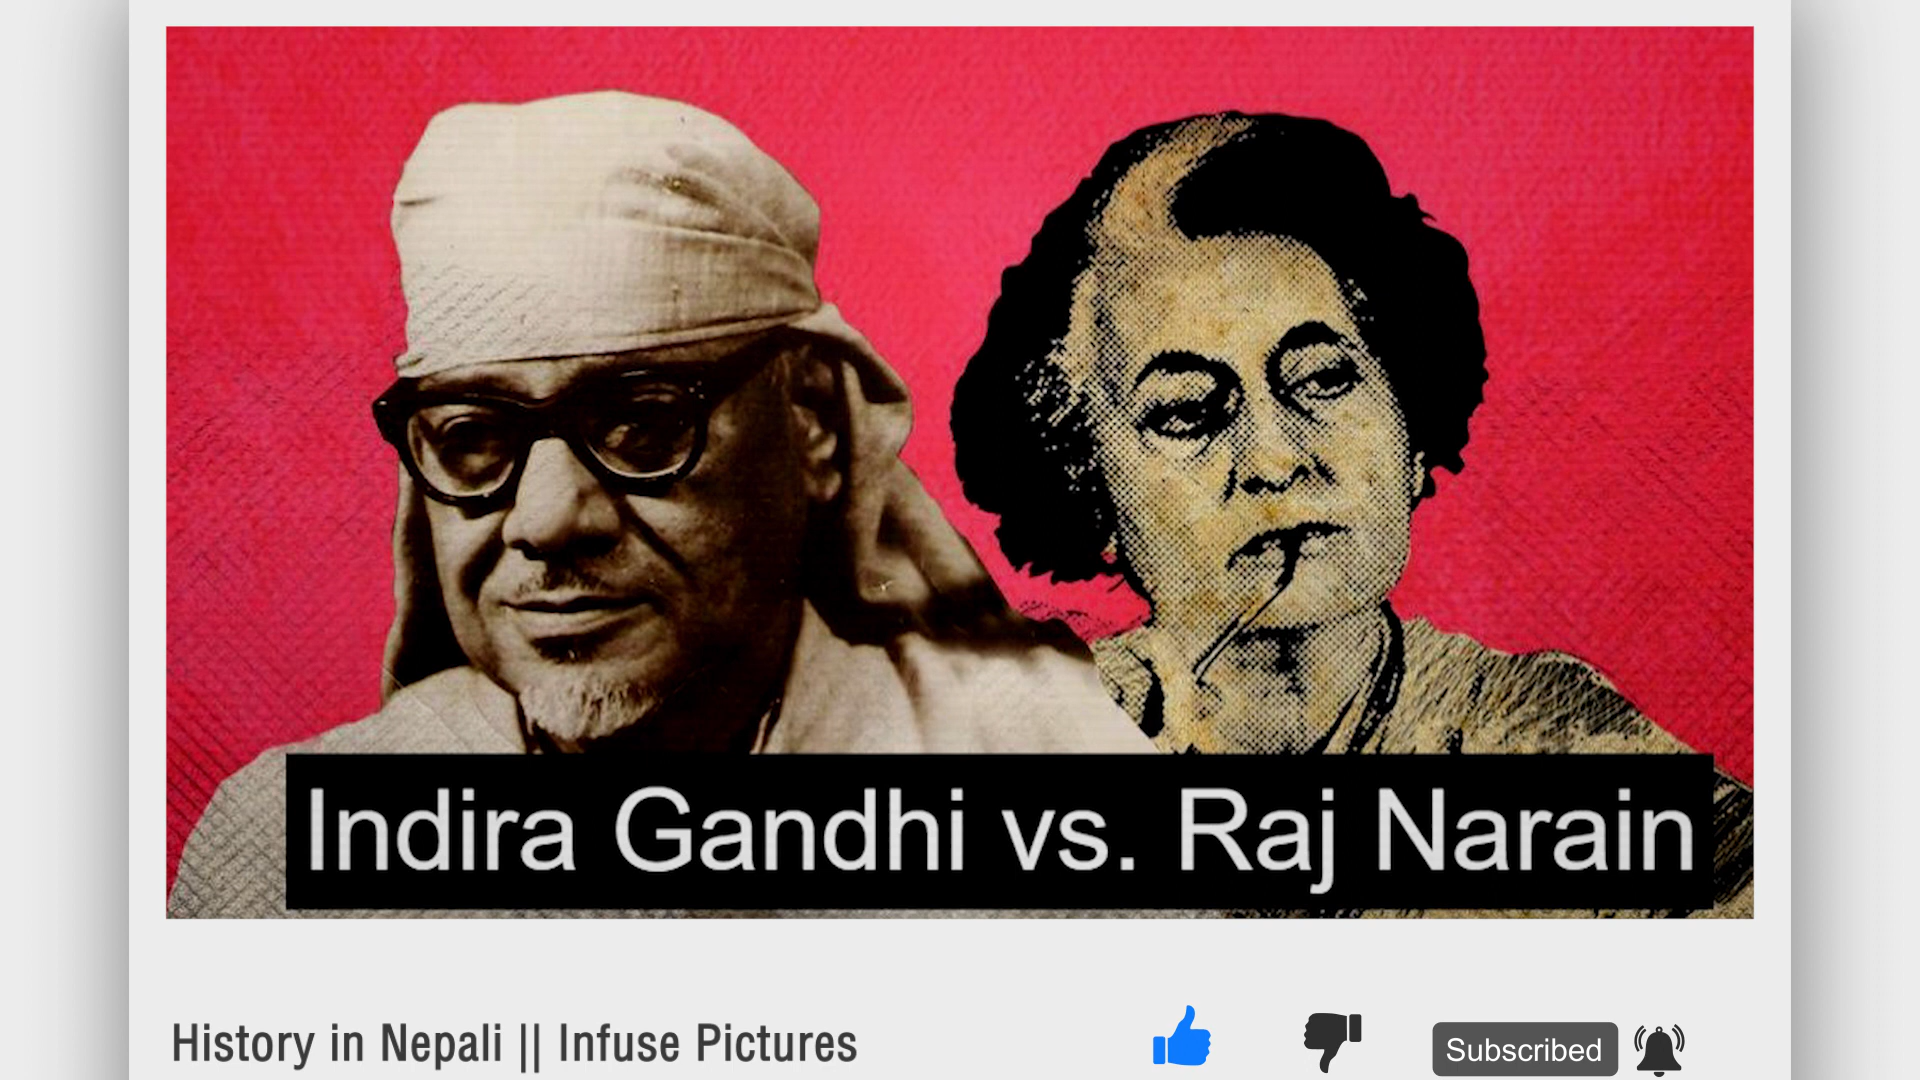 Indira Gandhi vs. Raj Narain
History in Nepali || Infuse Pictures
Subscribed